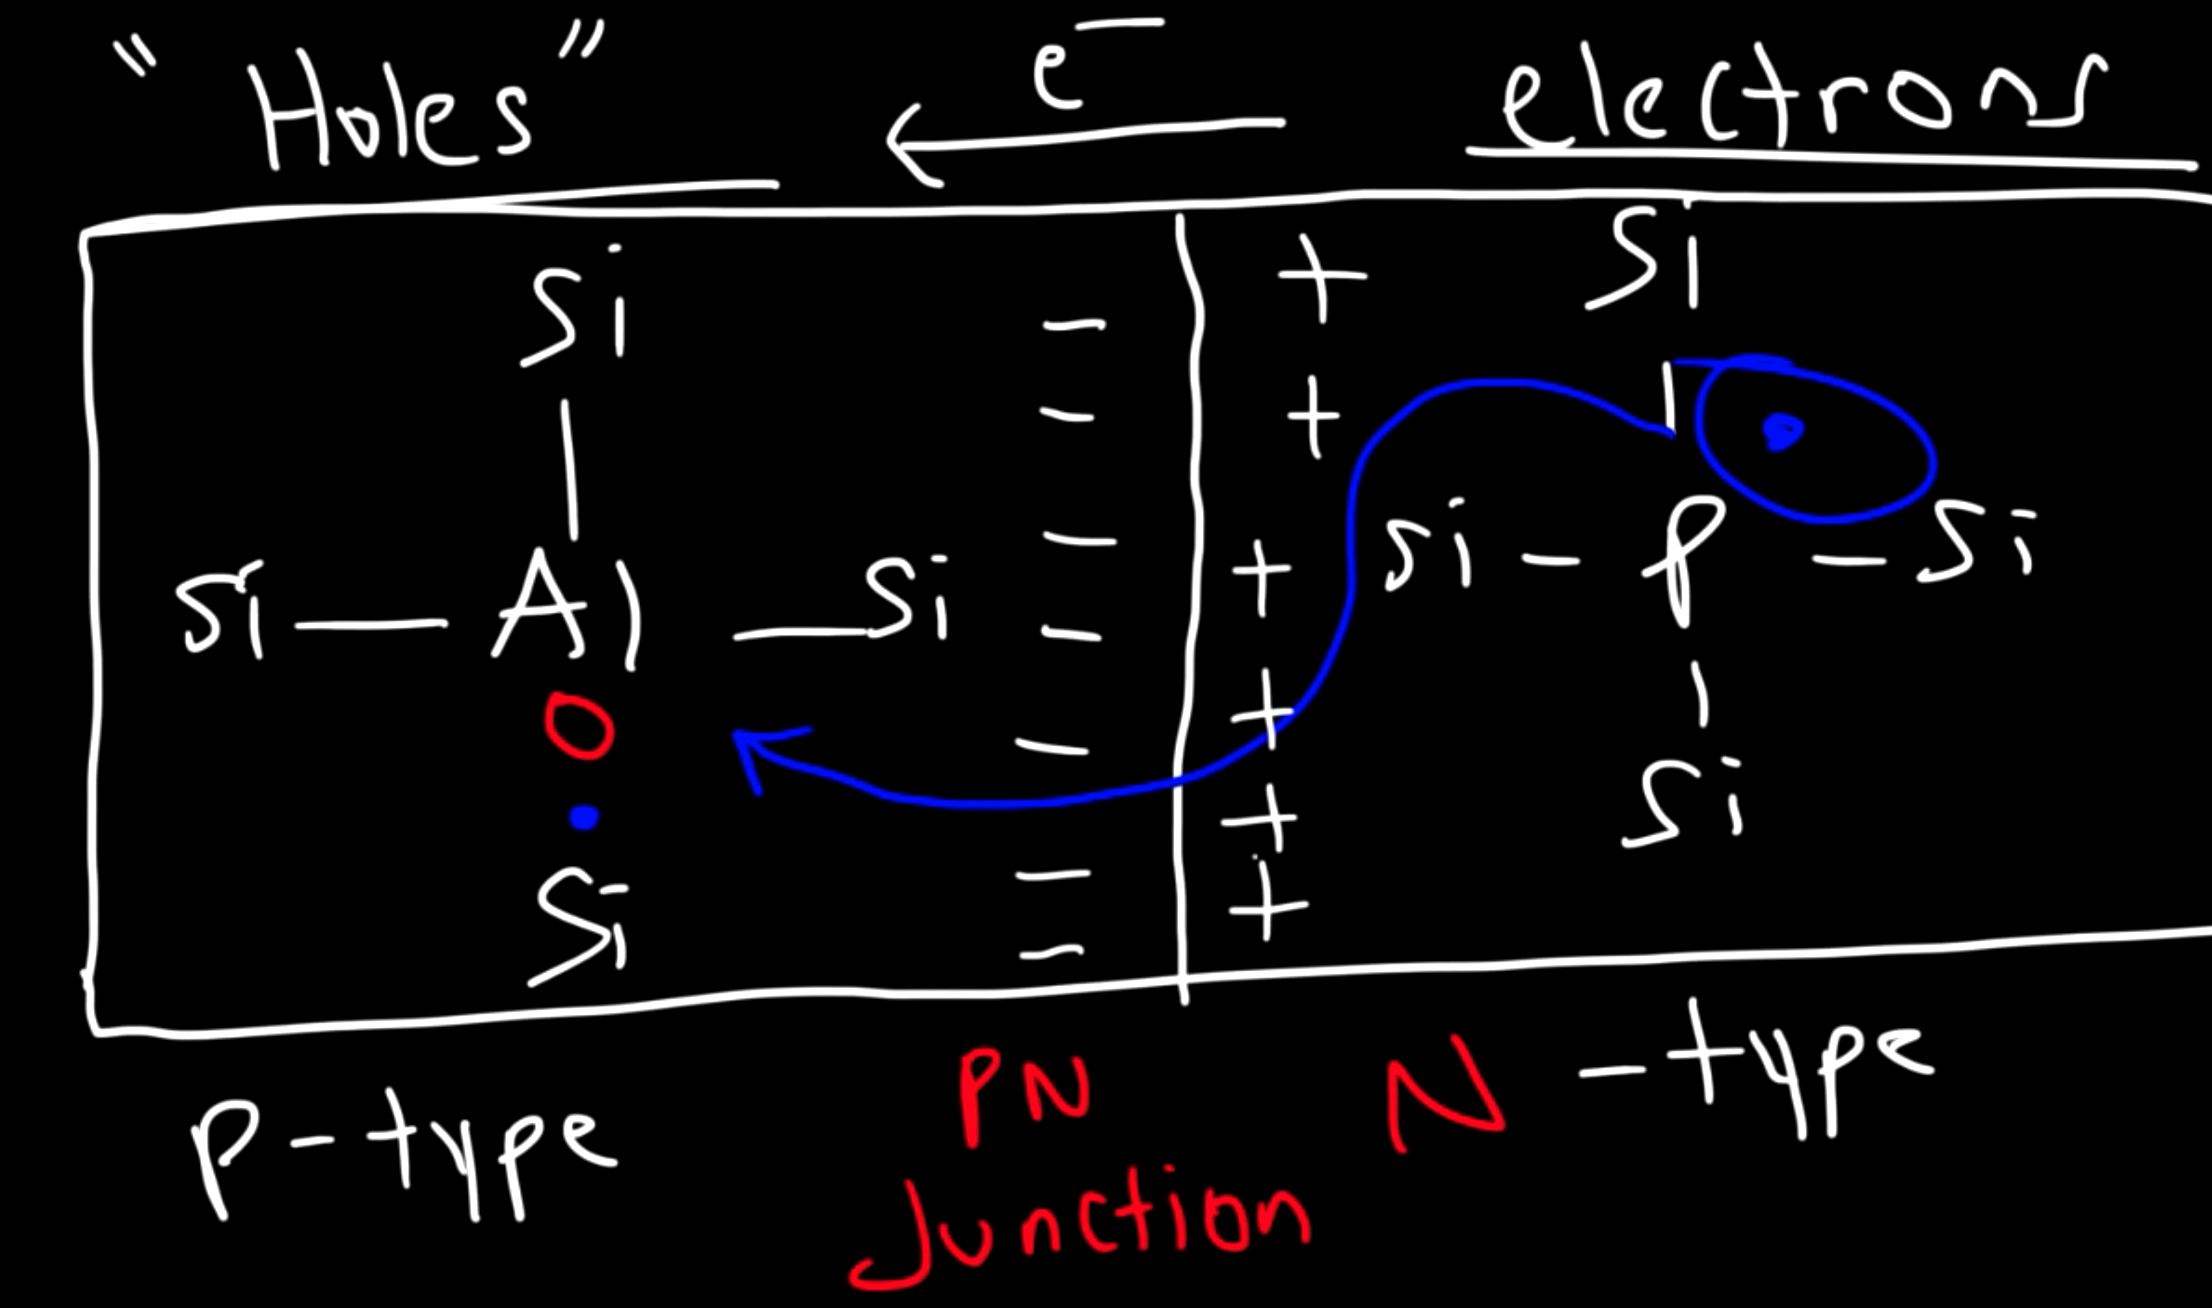 "Holes" e⁻ electrons
Si + Si
−
− +
−
Si — Al — Si + Si – P – Si
−
+
− Si
+
− +
Si −
P-type PN N-type
Junction